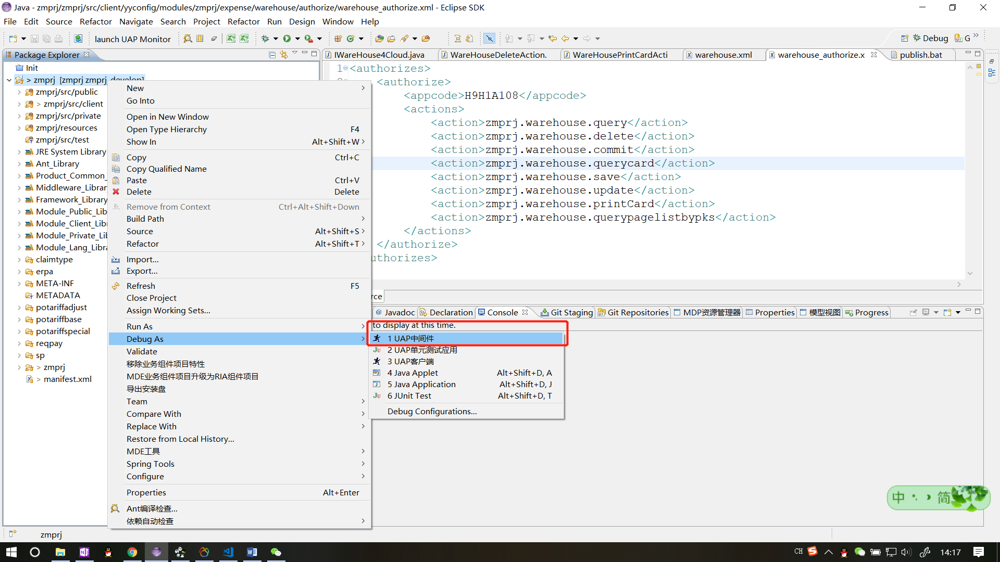 Java - zmprj/zmprj/src/client/yyconfig/modules/zmprj/expense/warehouse/authorize/warehouse_authorize.xml - Eclipse SDK
File Edit Source Refactor Navigate Search Project Refactor Run Design Window Help
launch UAP Monitor
Debug
G
Package Explorer
IWareHouse4Cloud.java
WareHouseDeleteAction.
WareHousePrintCardActi
warehouse.xml
warehouse_authorize.x
publish.bat
Init
> zmprj [zmprj zmprj_develop]
zmprj/src/public
> zmprj/src/client
zmprj/src/private
zmprj/resources
zmprj/src/test
JRE System Library
Ant_Library
Product_Common_
Middleware_Library
Framework_Library
Module_Public_Lib
Module_Client_Libr
Module_Private_Lib
Module_Lang_Libra
claimtype
erpa
META-INF
METADATA
potariffadjust
potariffbase
potariffspecial
reqpay
sp
> zmprj
> manifest.xml
New
Go Into
Open in New Window
Open Type Hierarchy F4
Show In Alt+Shift+W
Copy Ctrl+C
Copy Qualified Name
Paste Ctrl+V
Delete Delete
Remove from Context Ctrl+Alt+Shift+Down
Build Path
Source Alt+Shift+S
Refactor Alt+Shift+T
Import...
Export...
Refresh F5
Close Project
Assign Working Sets...
Run As
Debug As
Validate
移除业务组件项目特性
MDE业务组件项目升级为RIA组件项目
导出安装盘
Team
Compare With
Replace With
Restore from Local History...
MDE工具
Spring Tools
Configure
Properties Alt+Enter
Ant编译检查...
依赖自动检查
1 <authorizes>
<authorize>
<appcode>H9H1A108</appcode>
<actions>
<action>zmprj.warehouse.query</action>
<action>zmprj.warehouse.delete</action>
<action>zmprj.warehouse.commit</action>
<action>zmprj.warehouse.querycard</action>
<action>zmprj.warehouse.save</action>
<action>zmprj.warehouse.update</action>
<action>zmprj.warehouse.printCard</action>
<action>zmprj.warehouse.querypagelistbypks</action>
</actions>
</authorize>
uthorizes>
rce
@ Javadoc
Declaration
Console
Git Staging
Git Repositories
MDP资源管理器
Properties
模型视图
Progress
to display at this time.
1 UAP中间件
2 UAP单元测试应用
3 UAP客户端
4 Java Applet Alt+Shift+D, A
5 Java Application Alt+Shift+D, J
6 JUnit Test Alt+Shift+D, T
Debug Configurations...
中 简
zmprj
CH
14:17